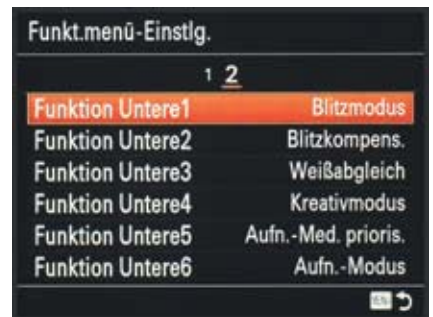 Funkt.menü-Einstlg.
1 2
Funktion Untere1 Blitzmodus
Funktion Untere2 Blitzkompens.
Funktion Untere3 Weißabgleich
Funktion Untere4 Kreativmodus
Funktion Untere5 Aufn.-Med. prioris.
Funktion Untere6 Aufn.-Modus